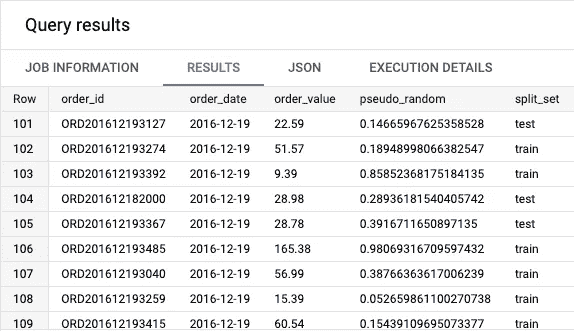 Query results
JOB INFORMATION RESULTS JSON EXECUTION DETAILS
Row order_id order_date order_value pseudo_random split_set
101 ORD201612193127 2016-12-19 22.59 0.14665967625358528 test
102 ORD201612193274 2016-12-19 51.57 0.18948998066382547 train
103 ORD201612193392 2016-12-19 9.39 0.85852368175184135 train
104 ORD201612182000 2016-12-19 28.98 0.28936181540405742 test
105 ORD201612193367 2016-12-19 28.78 0.3916711650897135 test
106 ORD201612193485 2016-12-19 165.38 0.98069316709597432 train
107 ORD201612193040 2016-12-19 56.99 0.38766363617006239 train
108 ORD201612193259 2016-12-19 15.39 0.052659861100270738 train
109 ORD201612193415 2016-12-19 60.54 0.15439109695073377 train